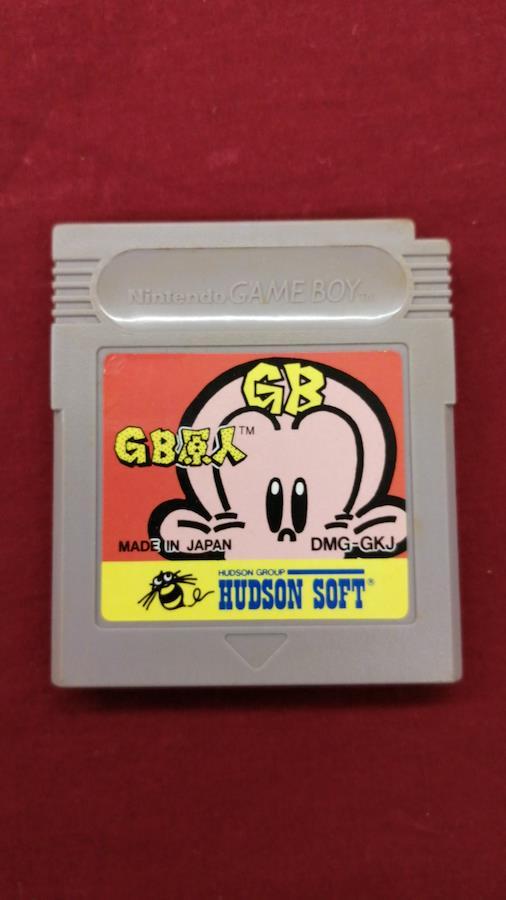 Nintendo GAME BOY™
GB
GB原人™
MADE IN JAPAN DMG-GKJ
HUDSON GROUP
HUDSON SOFT®